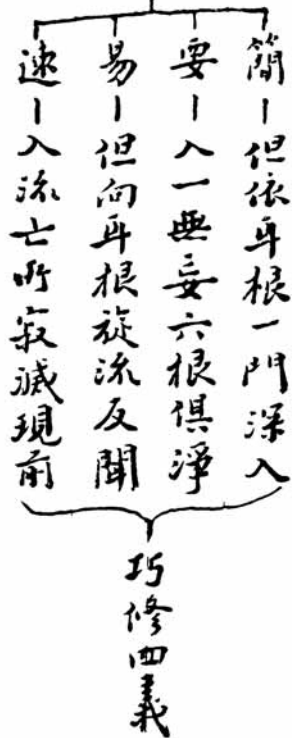 簡—但依耳根一門深入
要—入一無妄六根俱淨
易—但向耳根旋流反聞
速—入流亡所寂滅現前
巧修四義